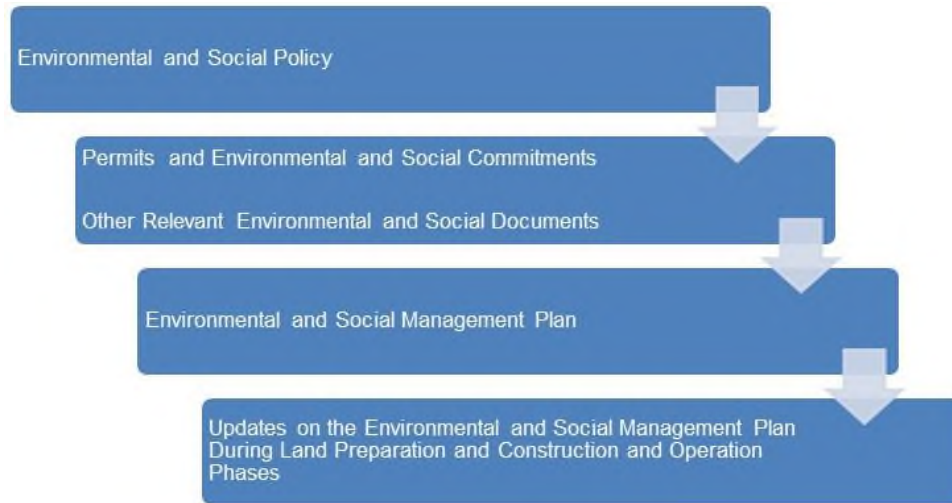 Environmental and Social Policy
Permits and Environmental and Social Commitments
Other Relevant Environmental and Social Documents
Environmental and Social Management Plan
Updates on the Environmental and Social Management Plan
During Land Preparation and Construction and Operation
Phases